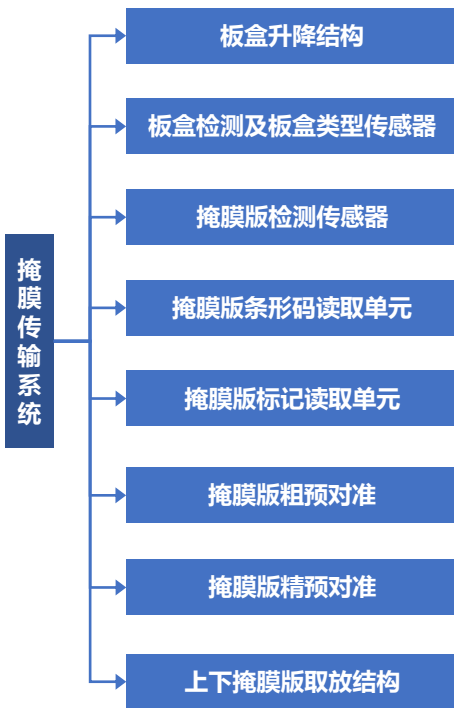 掩膜传输系统
板盒升降结构
板盒检测及板盒类型传感器
掩膜版检测传感器
掩膜版条形码读取单元
掩膜版标记读取单元
掩膜版粗预对准
掩膜版精预对准
上下掩膜版取放结构